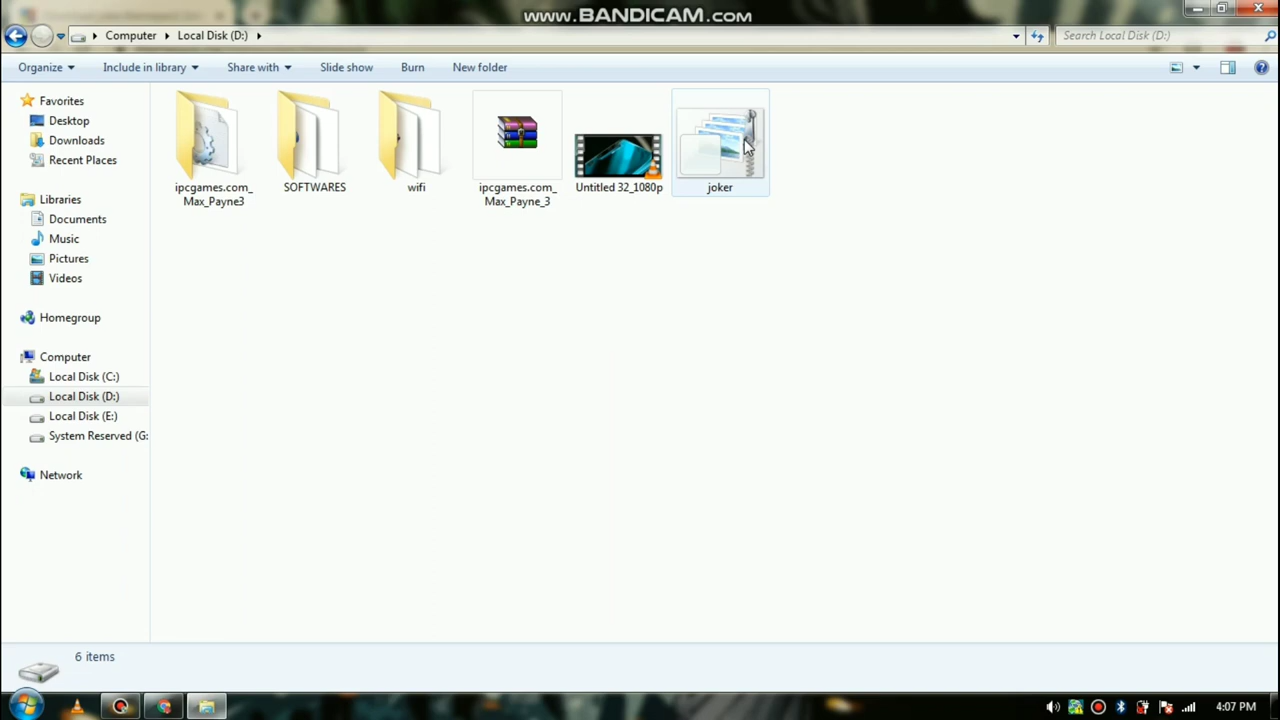 www.BANDICAM.com
Computer
Local Disk (D:)
Search Local Disk (D:)
Organize
Include in library
Share with
Slide show
Burn
New folder
Favorites
Desktop
Downloads
Recent Places
Libraries
Documents
Music
Pictures
Videos
Homegroup
Computer
Local Disk (C:)
Local Disk (D:)
Local Disk (E:)
System Reserved (G:
Network
ipcgames.com_
Max_Payne3
SOFTWARES
wifi
ipcgames.com_
Max_Payne_3
Untitled 32_1080p
joker
6 items
4:07 PM